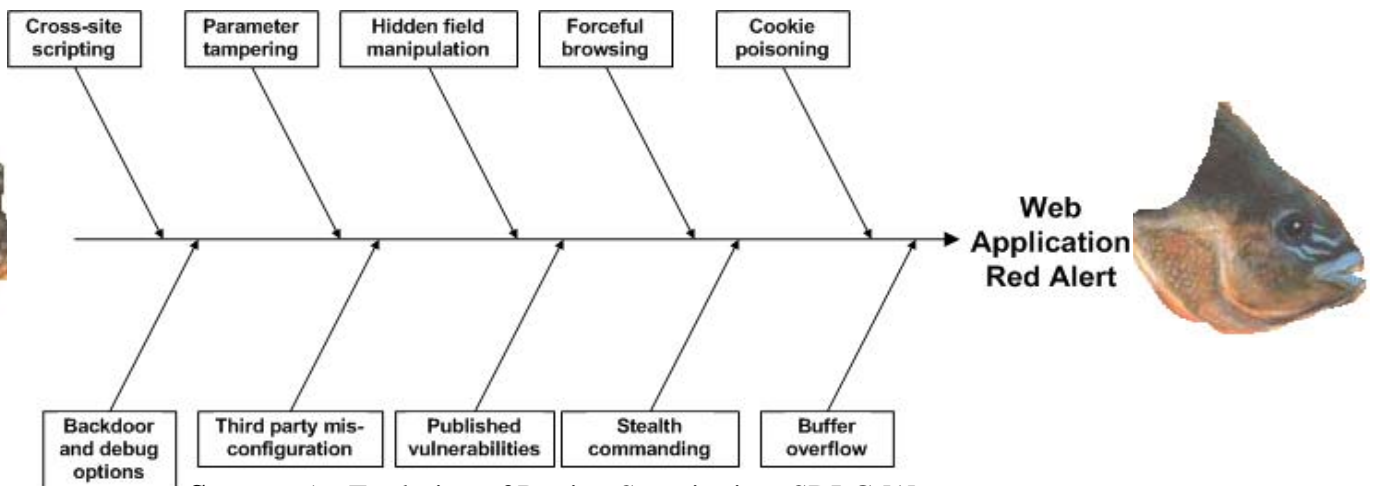 Cross-site
scripting
Parameter
tampering
Hidden field
manipulation
Forceful
browsing
Cookie
poisoning
Web
Application
Red Alert
Backdoor
and debug
options
Third party mis-
configuration
Published
vulnerabilities
Stealth
commanding
Buffer
overflow